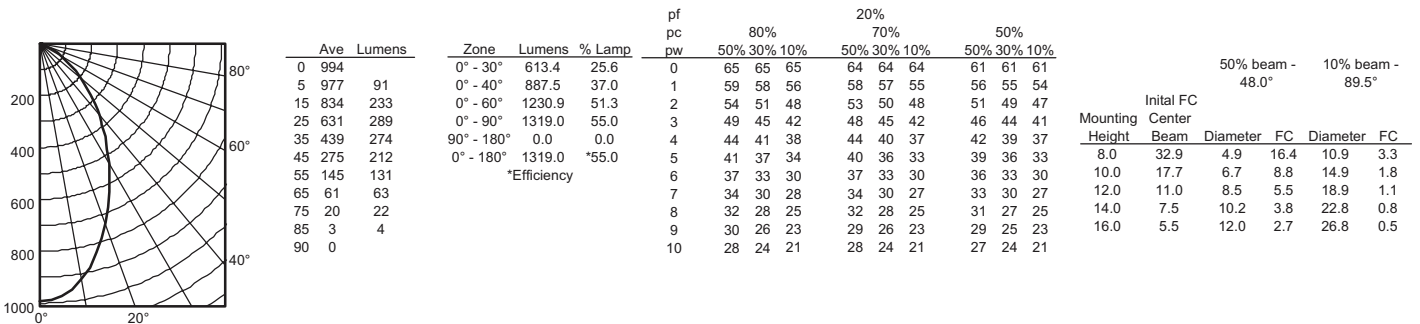 200
400
600
800
1000
0°
20°
40°
60°
80°
Ave Lumens
0 994
5 977 91
15 834 233
25 631 289
35 439 274
45 275 212
55 145 131
65 61 63
75 20 22
85 3 4
90 0
Zone Lumens % Lamp
0° - 30° 613.4 25.6
0° - 40° 887.5 37.0
0° - 60° 1230.9 51.3
0° - 90° 1319.0 55.0
90° - 180° 0.0 0.0
0° - 180° 1319.0 *55.0
*Efficiency
pf 20%
pc 80% 70% 50%
pw 50% 30% 10% 50% 30% 10% 50% 30% 10%
0 65 65 65 64 64 64 61 61 61
1 59 58 56 58 57 55 56 55 54
2 54 51 48 53 50 48 51 49 47
3 49 45 42 48 45 42 46 44 41
4 44 41 38 44 40 37 42 39 37
5 41 37 34 40 36 33 39 36 33
6 37 33 30 37 33 30 36 33 30
7 34 30 28 34 30 27 33 30 27
8 32 28 25 32 28 25 31 27 25
9 30 26 23 29 26 23 29 25 23
10 28 24 21 28 24 21 27 24 21
50% beam - 10% beam -
48.0° 89.5°
Inital FC
Mounting Center
Height Beam Diameter FC Diameter FC
8.0 32.9 4.9 16.4 10.9 3.3
10.0 17.7 6.7 8.8 14.9 1.8
12.0 11.0 8.5 5.5 18.9 1.1
14.0 7.5 10.2 3.8 22.8 0.8
16.0 5.5 12.0 2.7 26.8 0.5